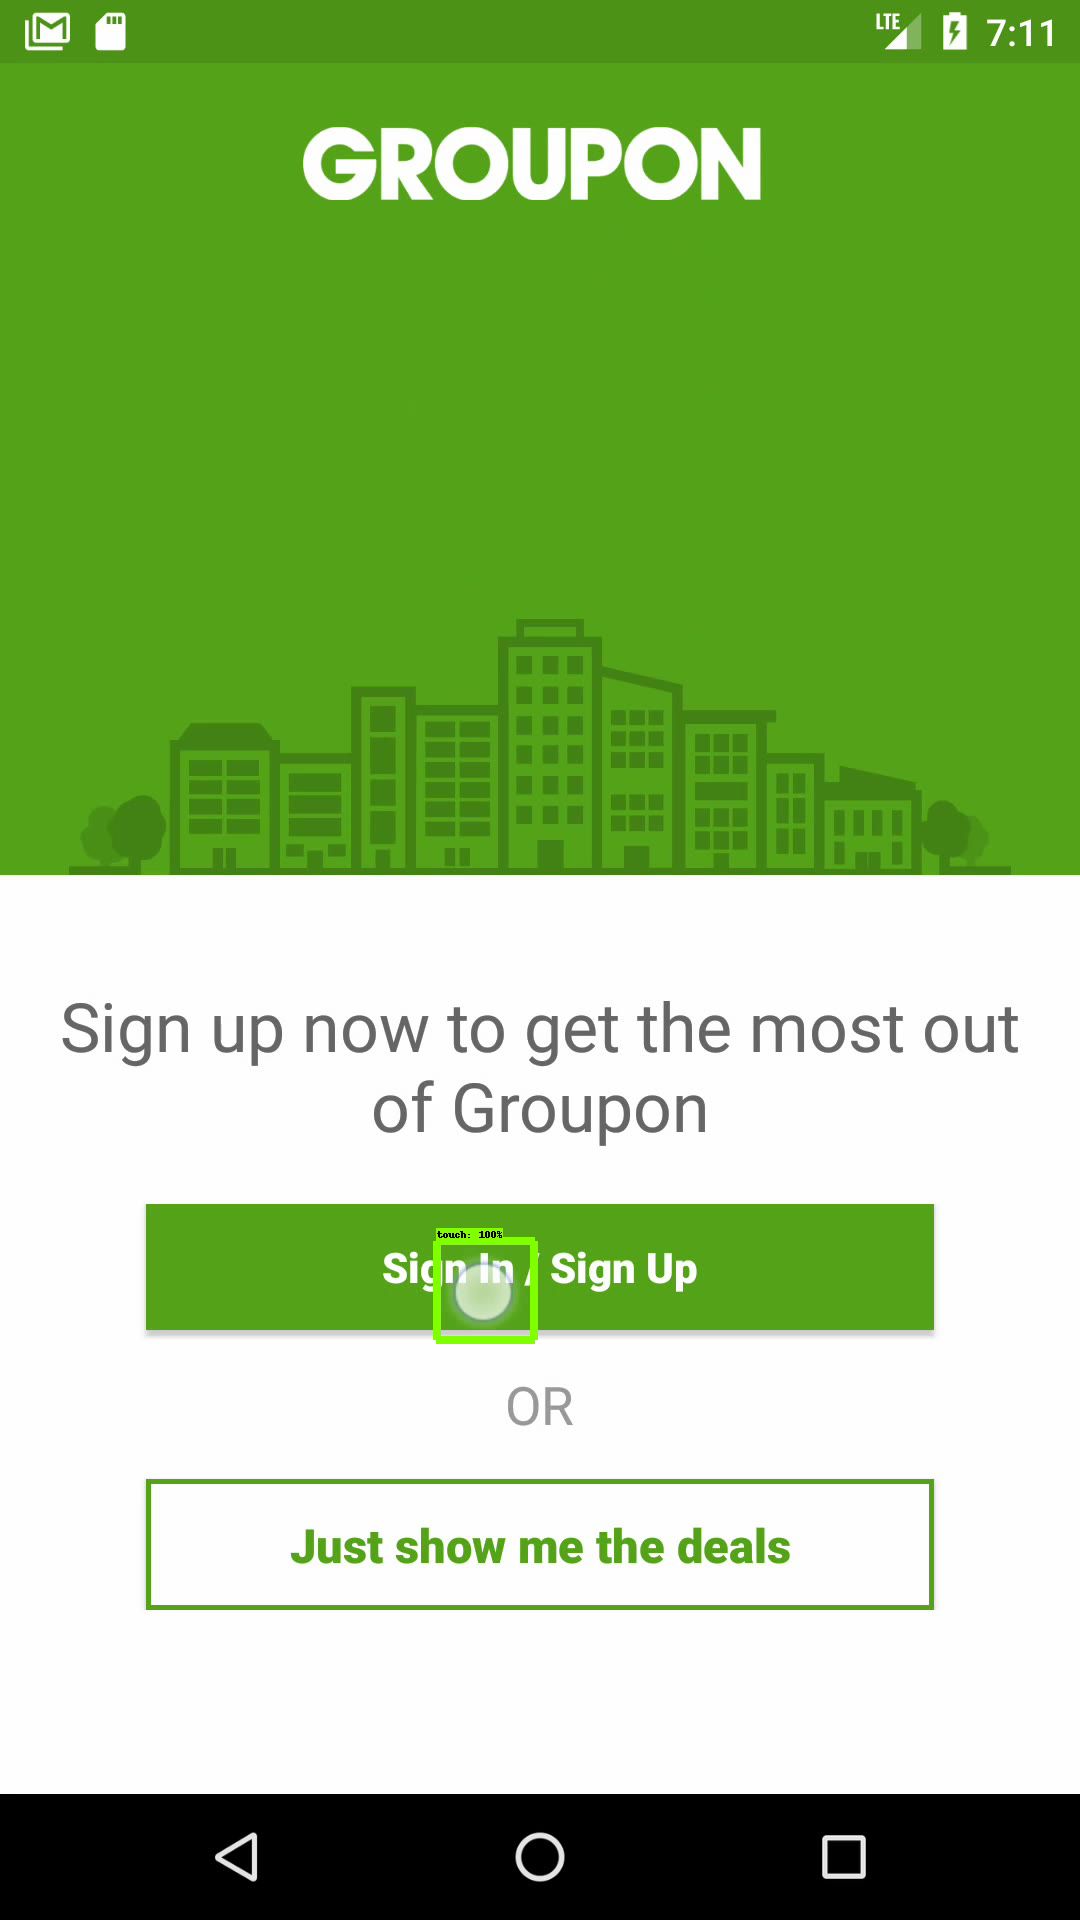 LTE 7:11
GROUPON
Sign up now to get the most out
of Groupon
touch: 100%
Sign In / Sign Up
OR
Just show me the deals